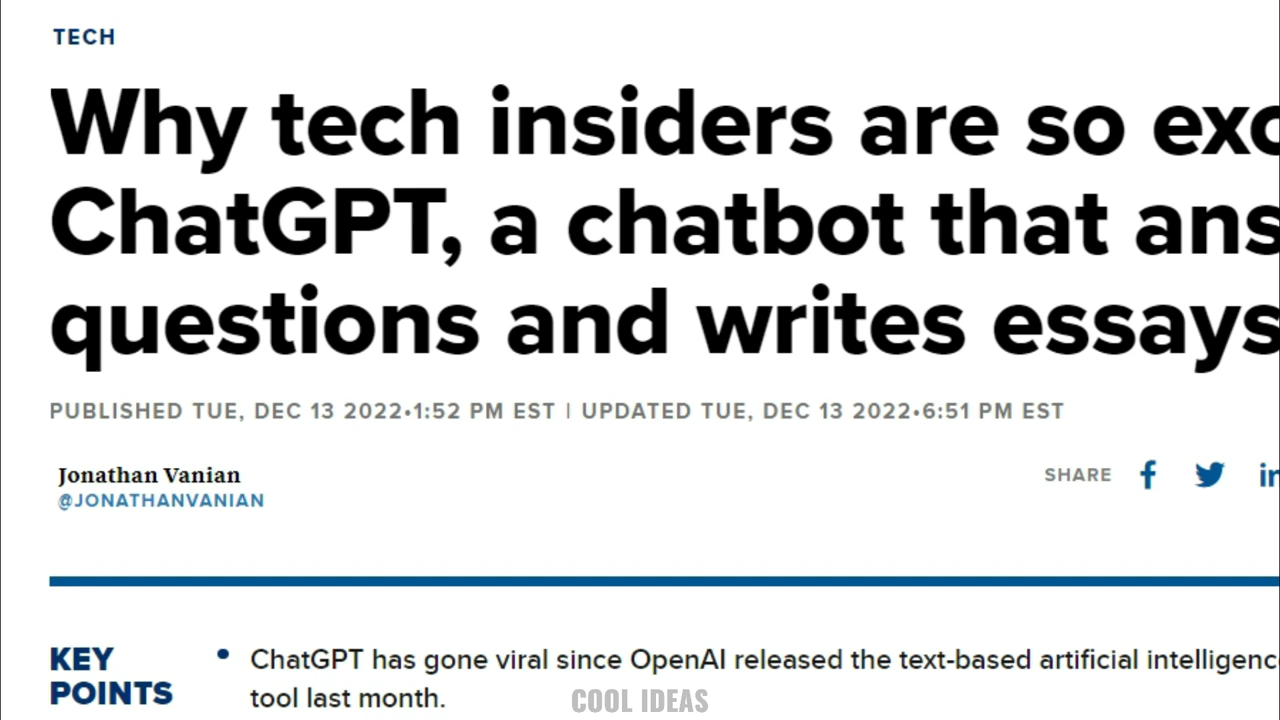 TECH
Why tech insiders are so exc
ChatGPT, a chatbot that ans
questions and writes essays
PUBLISHED TUE, DEC 13 2022•1:52 PM EST | UPDATED TUE, DEC 13 2022•6:51 PM EST
Jonathan Vanian
@JONATHANVANIAN
SHARE
KEY
POINTS
• ChatGPT has gone viral since OpenAI released the text-based artificial intelligenc
tool last month.
COOL IDEAS